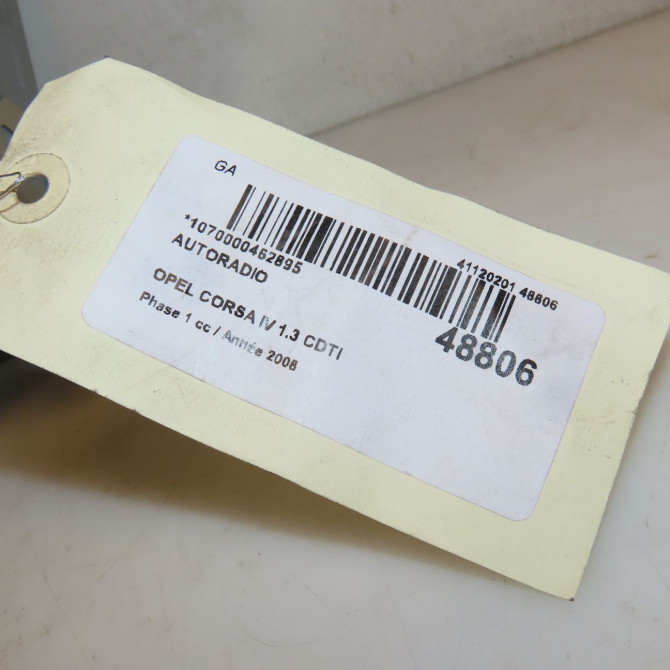 GA
*1070000462895
41120201 48806
AUTORADIO
48806
OPEL CORSA IV 1.3 CDTI
Phase 1 cc / Année 2008